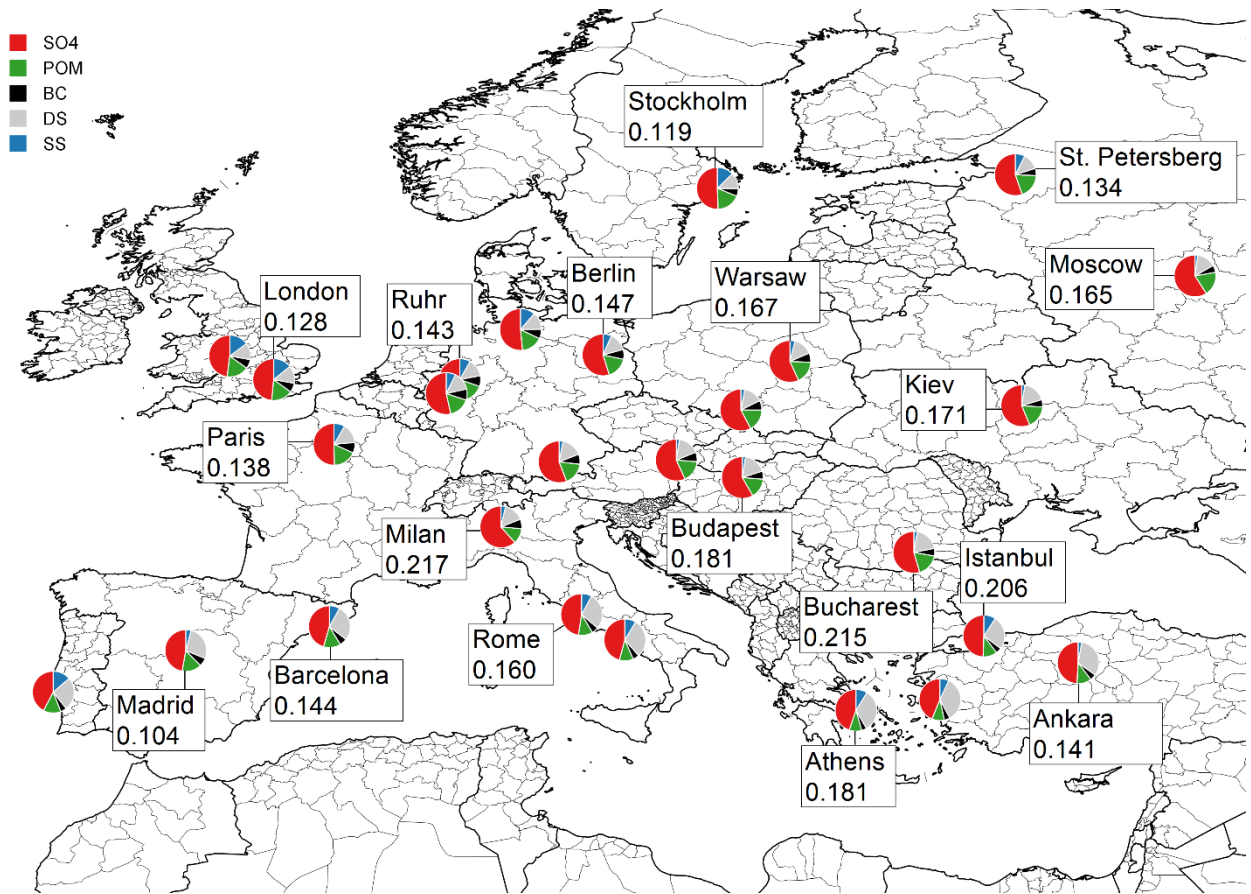 SO4
POM
BC
DS
SS
Stockholm
0.119
St. Petersberg
0.134
Berlin
0.147
Warsaw
0.167
Moscow
0.165
London
0.128
Ruhr
0.143
Kiev
0.171
Paris
0.138
Milan
0.217
Budapest
0.181
Istanbul
0.206
Bucharest
0.215
Rome
0.160
Barcelona
0.144
Madrid
0.104
Ankara
0.141
Athens
0.181